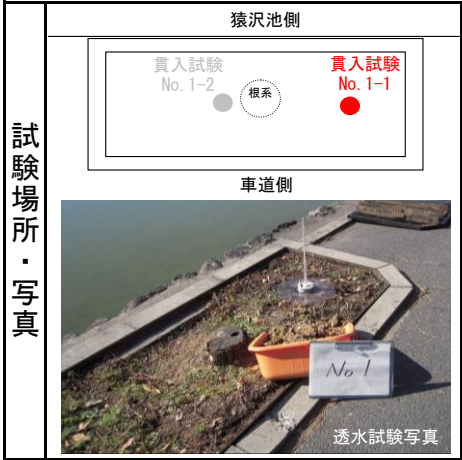 試験場所・写真
猿沢池側
貫入試験
No. 1-2
根系
貫入試験
No. 1-1
車道側
No 1
透水試験写真